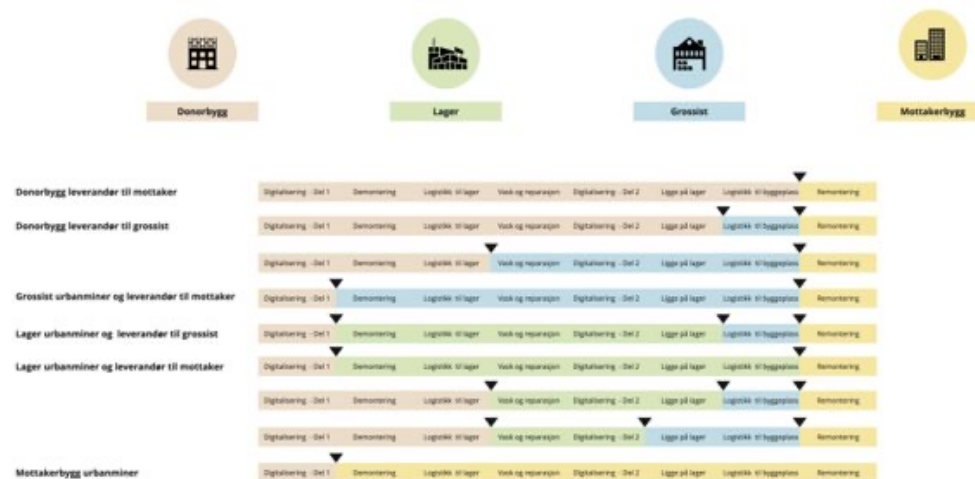 Donorbygg Lager Grossist Mottakerbygg
Donorbygg leverandør til mottaker Digitalisering - Del 1 Demontering Logistikk til lager Vask og reparasjon Digitalisering - Del 2 Ligge på lager Logistikk til byggeplass Remontering
Donorbygg leverandør til grossist Digitalisering - Del 1 Demontering Logistikk til lager Vask og reparasjon Digitalisering - Del 2 Ligge på lager Logistikk til byggeplass Remontering
Digitalisering - Del 1 Demontering Logistikk til lager Vask og reparasjon Digitalisering - Del 2 Ligge på lager Logistikk til byggeplass Remontering
Grossist urbanminer og leverandør til mottaker Digitalisering - Del 1 Demontering Logistikk til lager Vask og reparasjon Digitalisering - Del 2 Ligge på lager Logistikk til byggeplass Remontering
Lager urbanminer og leverandør til grossist Digitalisering - Del 1 Demontering Logistikk til lager Vask og reparasjon Digitalisering - Del 2 Ligge på lager Logistikk til byggeplass Remontering
Lager urbanminer og leverandør til mottaker Digitalisering - Del 1 Demontering Logistikk til lager Vask og reparasjon Digitalisering - Del 2 Ligge på lager Logistikk til byggeplass Remontering
Digitalisering - Del 1 Demontering Logistikk til lager Vask og reparasjon Digitalisering - Del 2 Ligge på lager Logistikk til byggeplass Remontering
Digitalisering - Del 1 Demontering Logistikk til lager Vask og reparasjon Digitalisering - Del 2 Ligge på lager Logistikk til byggeplass Remontering
Mottakerbygg urbanminer Digitalisering - Del 1 Demontering Logistikk til lager Vask og reparasjon Digitalisering - Del 2 Ligge på lager Logistikk til byggeplass Remontering